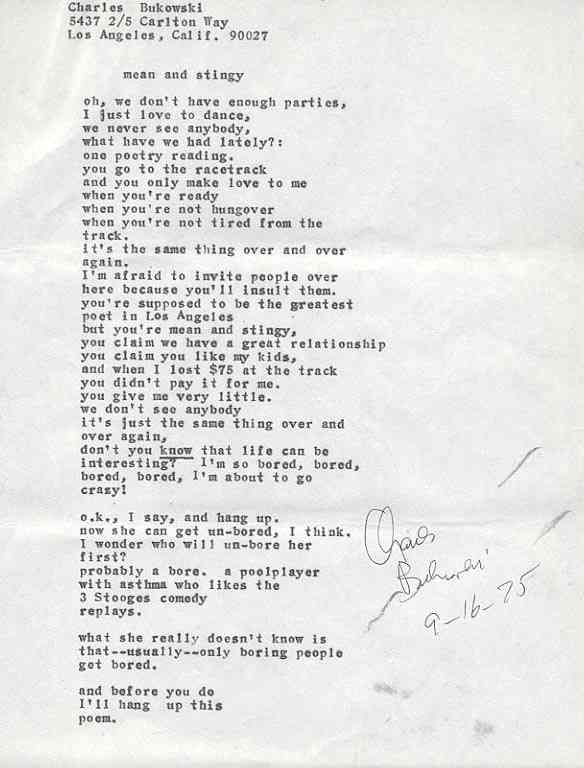 Charles Bukowski
5437 2/5 Carlton Way
Los Angeles, Calif. 90027
mean and stingy
oh, we don't have enough parties,
I just love to dance,
we never see anybody,
what have we had lately?:
one poetry reading.
you go to the racetrack
and you only make love to me
when you're ready
when you're not hungover
when you're not tired from the
track.
it's the same thing over and over
again.
I'm afraid to invite people over
here because you'll insult them.
you're supposed to be the greatest
poet in Los Angeles
but you're mean and stingy,
you claim we have a great relationship
you claim you like my kids,
and when I lost $75 at the track
you didn't pay it for me.
you give me very little.
we don't see anybody
it's just the same thing over and
over again,
don't you know that life can be
interesting? I'm so bored, bored,
bored, bored, I'm about to go
crazy!
o.k., I say, and hang up.
now she can get un-bored, I think.
I wonder who will un-bore her
first?
probably a bore. a poolplayer
with asthma who likes the
3 Stooges comedy
replays.
what she really doesn't know is
that--usually--only boring people
get bored.
and before you do
I'll hang up this
poem.
Charles
Bukowski
9-16-75